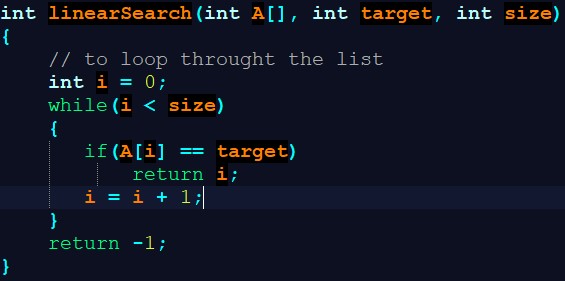 int linearSearch(int A[], int target, int size)
{
    // to loop throught the list
    int i = 0;
    while(i < size)
    {
       if(A[i] == target)
           return i;
       i = i + 1;
    }
    return -1;
}